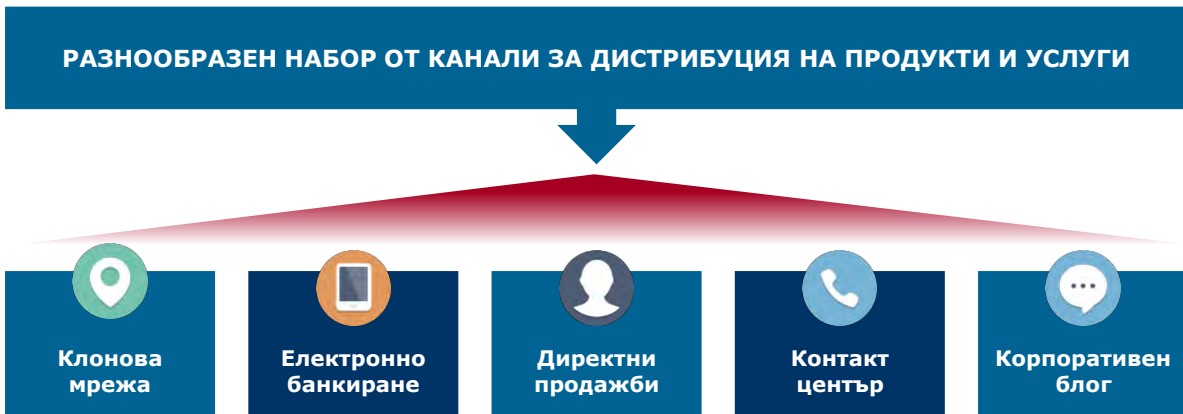 РАЗНООБРАЗЕН НАБОР ОТ КАНАЛИ ЗА ДИСТРИБУЦИЯ НА ПРОДУКТИ И УСЛУГИ
Клонова
мрежа
Електронно
банкиране
Директни
продажби
Контакт
център
Корпоративен
блог